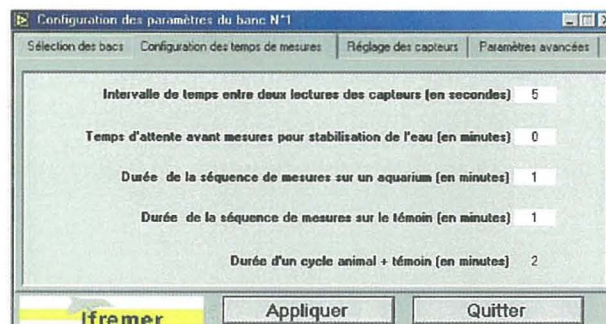 Configuration des paramètres du banc N°1
Sélection des bacs Configuration des temps de mesures Réglage des capteurs Paramètres avancées
Intervalle de temps entre deux lectures des capteurs (en secondes) 5
Temps d'attente avant mesures pour stabilisation de l'eau (en minutes) 0
Durée de la séquence de mesures sur un aquarium (en minutes) 1
Durée de la séquence de mesures sur le témoin (en minutes) 1
Durée d'un cycle animal + témoin (en minutes) 2
Ifremer Appliquer Quitter